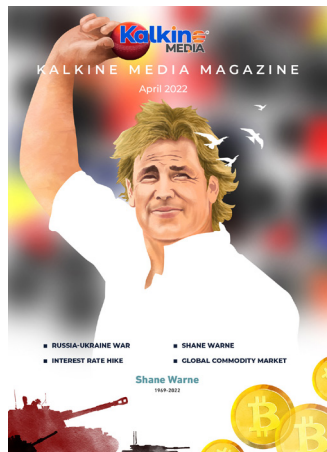 Kalkine
MEDIA
KALKINE MEDIA MAGAZINE
April 2022
RUSSIA-UKRAINE WAR
SHANE WARNE
INTEREST RATE HIKE
GLOBAL COMMODITY MARKET
Shane Warne
1969-2022